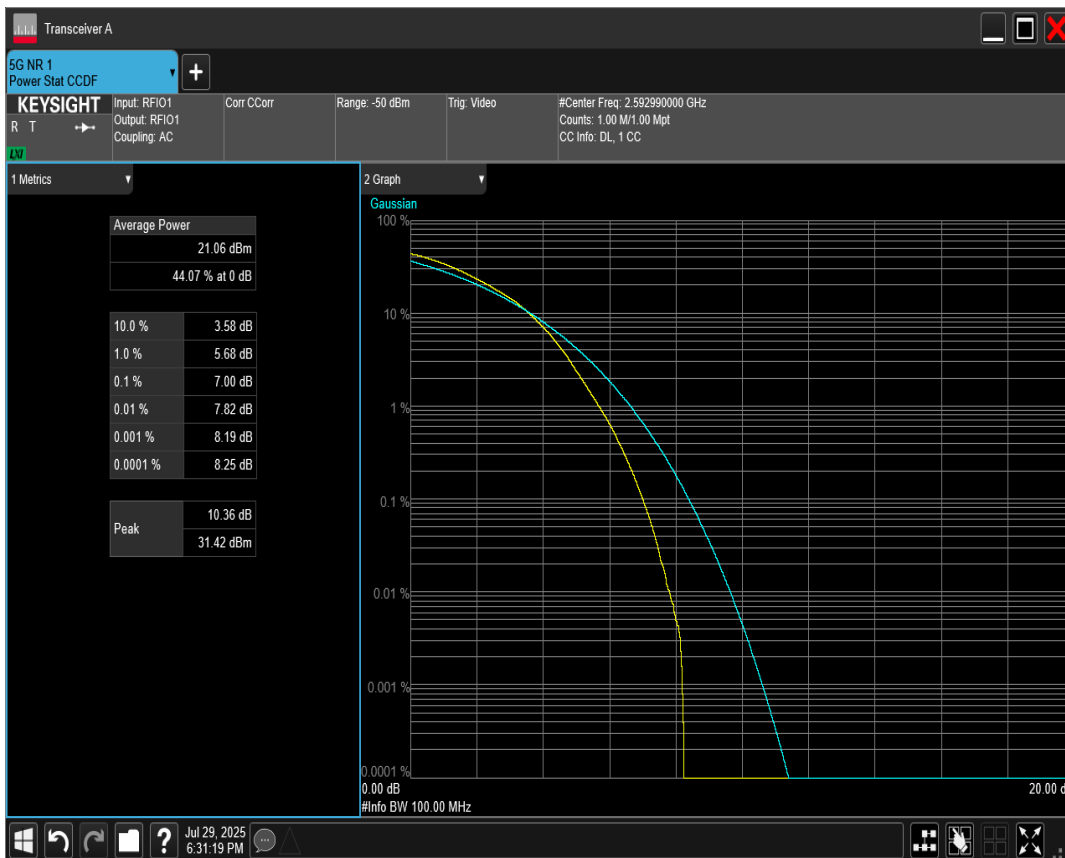 Transceiver A
5G NR 1
Power Stat CCDF
KEYSIGHT
R T
LXI
Input: RFIO1
Output: RFIO1
Coupling: AC
Corr CCorr
Range: -50 dBm
Trig: Video
#Center Freq: 2.592990000 GHz
Counts: 1.00 M/1.00 Mpt
CC Info: DL, 1 CC
1 Metrics
Average Power
21.06 dBm
44.07 % at 0 dB
10.0 % 3.58 dB
1.0 % 5.68 dB
0.1 % 7.00 dB
0.01 % 7.82 dB
0.001 % 8.19 dB
0.0001 % 8.25 dB
Peak 10.36 dB
31.42 dBm
2 Graph
Gaussian
100 %
10 %
1 %
0.1 %
0.01 %
0.001 %
0.0001 %
0.00 dB
20.00 d
#Info BW 100.00 MHz
?
Jul 29, 2025
6:31:19 PM